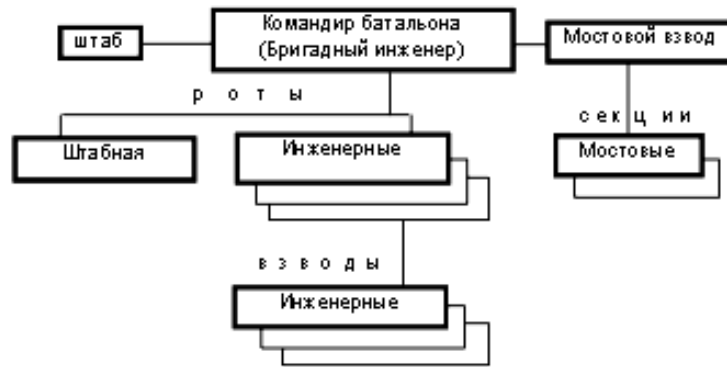 штаб
Командир батальона
(Бригадный инженер)
Мостовой взвод
р о т ы
с е к ц и и
Штабная
Инженерные
Мостовые
в з в о д ы
Инженерные